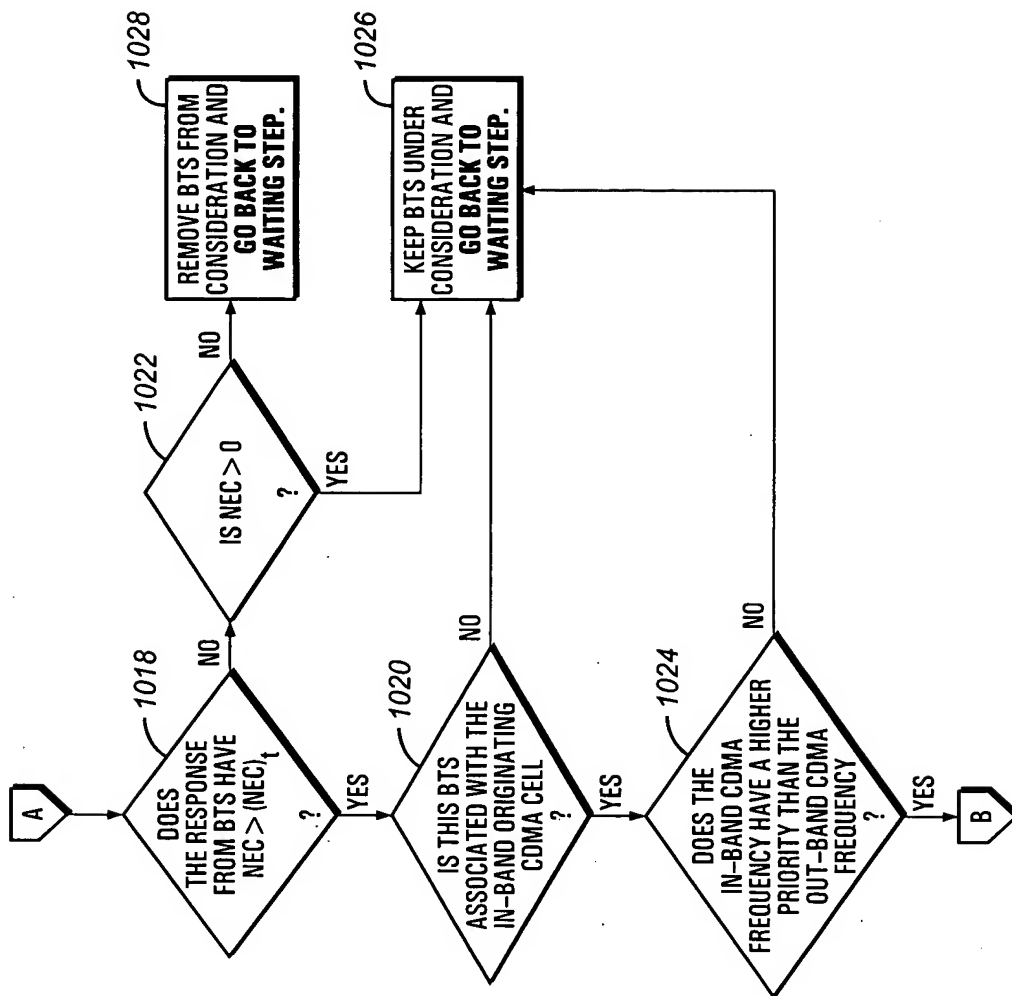 A
1018
DOES
THE RESPONSE
FROM BTS HAVE
NEC > (NEC)t
?
NO
YES
1022
IS NEC > 0
?
NO
YES
1028
REMOVE BTS FROM
CONSIDERATION AND
GO BACK TO
WAITING STEP.
1020
IS THIS BTS
ASSOCIATED WITH THE
IN-BAND ORIGINATING
CDMA CELL
?
NO
YES
1026
KEEP BTS UNDER
CONSIDERATION AND
GO BACK TO
WAITING STEP.
1024
DOES THE
IN-BAND CDMA
FREQUENCY HAVE A HIGHER
PRIORITY THAN THE
OUT-BAND CDMA
FREQUENCY
?
NO
YES
B